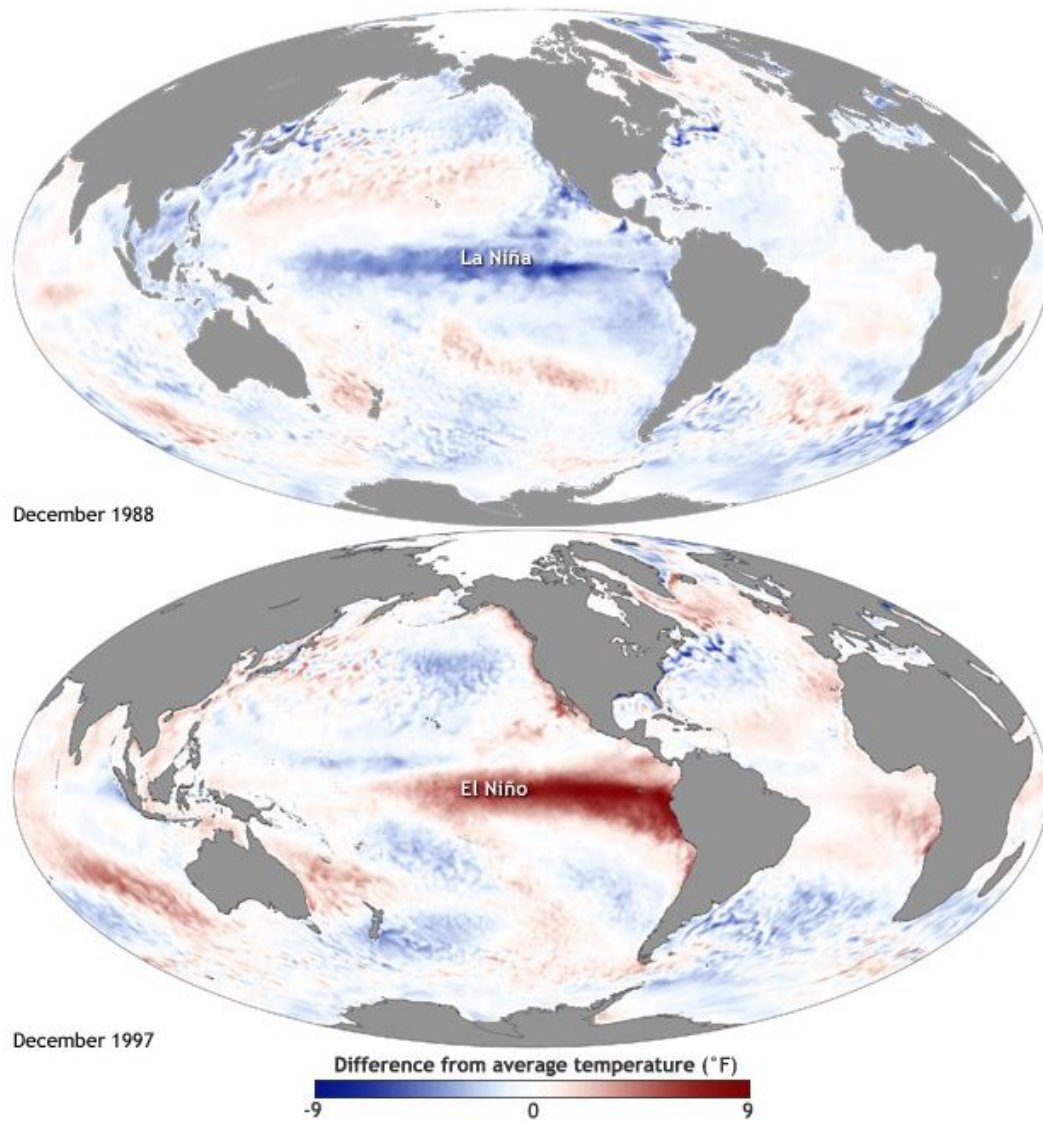 La Niña
December 1988
El Niño
December 1997
Difference from average temperature (°F)
-9 0 9